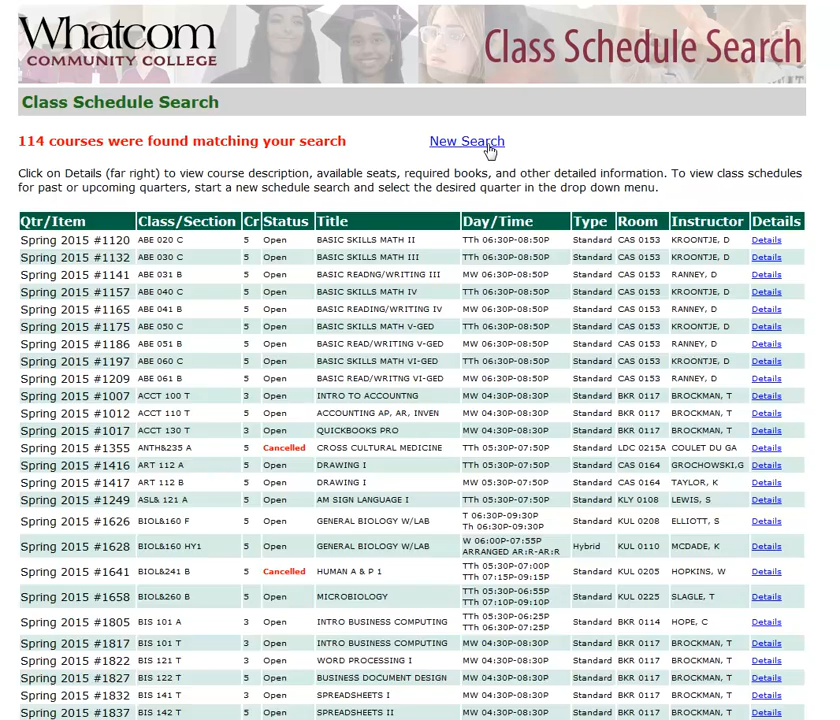 Whatcom
COMMUNITY COLLEGE
Class Schedule Search
Class Schedule Search
114 courses were found matching your search New Search
Click on Details (far right) to view course description, available seats, required books, and other detailed information. To view class schedules
for past or upcoming quarters, start a new schedule search and select the desired quarter in the drop down menu.
Qtr/Item Class/Section Cr Status Title Day/Time Type Room Instructor Details
Spring 2015 #1120 ABE 020 C 5 Open BASIC SKILLS MATH II TTh 06:30P-08:50P Standard CAS 0153 KROONTJE, D Details
Spring 2015 #1132 ABE 030 C 5 Open BASIC SKILLS MATH III TTh 06:30P-08:50P Standard CAS 0153 KROONTJE, D Details
Spring 2015 #1141 ABE 031 B 5 Open BASIC READNG/WRITING III MW 06:30P-08:50P Standard CAS 0153 RANNEY, D Details
Spring 2015 #1157 ABE 040 C 5 Open BASIC SKILLS MATH IV TTh 06:30P-08:50P Standard CAS 0153 KROONTJE, D Details
Spring 2015 #1165 ABE 041 B 5 Open BASIC READING/WRITING IV MW 06:30P-08:50P Standard CAS 0153 RANNEY, D Details
Spring 2015 #1175 ABE 050 C 5 Open BASIC SKILLS MATH V-GED TTh 06:30P-08:50P Standard CAS 0153 KROONTJE, D Details
Spring 2015 #1186 ABE 051 B 5 Open BASIC READ/WRITING V-GED MW 06:30P-08:50P Standard CAS 0153 RANNEY, D Details
Spring 2015 #1197 ABE 060 C 5 Open BASIC SKILLS MATH VI-GED TTh 06:30P-08:50P Standard CAS 0153 KROONTJE, D Details
Spring 2015 #1209 ABE 061 B 5 Open BASIC READ/WRITNG VI-GED MW 06:30P-08:50P Standard CAS 0153 RANNEY, D Details
Spring 2015 #1007 ACCT 100 T 3 Open INTRO TO ACCOUNTNG MW 04:30P-08:30P Standard BKR 0117 BROCKMAN, T Details
Spring 2015 #1012 ACCT 110 T 5 Open ACCOUNTING AP, AR, INVEN MW 04:30P-08:30P Standard BKR 0117 BROCKMAN, T Details
Spring 2015 #1017 ACCT 130 T 3 Open QUICKBOOKS PRO MW 04:30P-08:30P Standard BKR 0117 BROCKMAN, T Details
Spring 2015 #1355 ANTH&235 A 5 Cancelled CROSS CULTURAL MEDICINE TTh 05:30P-07:50P Standard LDC 0215A COULET DU GA Details
Spring 2015 #1416 ART 112 A 5 Open DRAWING I TTh 05:30P-07:50P Standard CAS 0164 GROCHOWSKI,G Details
Spring 2015 #1417 ART 112 B 5 Open DRAWING I MW 05:30P-07:50P Standard CAS 0164 TAYLOR, K Details
Spring 2015 #1249 ASL& 121 A 5 Open AM SIGN LANGUAGE I TTh 05:30P-07:50P Standard KLY 0108 LEWIS, S Details
Spring 2015 #1626 BIOL&160 F 5 Open GENERAL BIOLOGY W/LAB T 06:30P-09:30P Standard KUL 0208 ELLIOTT, S Details
Th 06:30P-09:30P
Spring 2015 #1628 BIOL&160 HY1 5 Open GENERAL BIOLOGY W/LAB W 06:00P-07:55P Hybrid KUL 0110 MCDADE, K Details
ARRANGED AR:R-AR:R
Spring 2015 #1641 BIOL&241 B 5 Cancelled HUMAN A & P 1 TTh 05:30P-07:00P Standard KUL 0205 HOPKINS, W Details
TTh 07:15P-09:15P
Spring 2015 #1658 BIOL&260 B 5 Open MICROBIOLOGY TTh 05:30P-06:55P Standard KUL 0225 SLAGLE, T Details
TTh 07:10P-09:10P
Spring 2015 #1805 BIS 101 A 3 Open INTRO BUSINESS COMPUTING TTh 05:30P-06:25P Standard BKR 0114 HOPE, C Details
TTh 06:30P-07:25P
Spring 2015 #1817 BIS 101 T 3 Open INTRO BUSINESS COMPUTING MW 04:30P-08:30P Standard BKR 0117 BROCKMAN, T Details
Spring 2015 #1822 BIS 121 T 3 Open WORD PROCESSING I MW 04:30P-08:30P Standard BKR 0117 BROCKMAN, T Details
Spring 2015 #1827 BIS 122 T 5 Open BUSINESS DOCUMENT DESIGN MW 04:30P-08:30P Standard BKR 0117 BROCKMAN, T Details
Spring 2015 #1832 BIS 141 T 3 Open SPREADSHEETS I MW 04:30P-08:30P Standard BKR 0117 BROCKMAN, T Details
Spring 2015 #1837 BIS 142 T 5 Open SPREADSHEETS II MW 04:30P-08:30P Standard BKR 0117 BROCKMAN, T Details